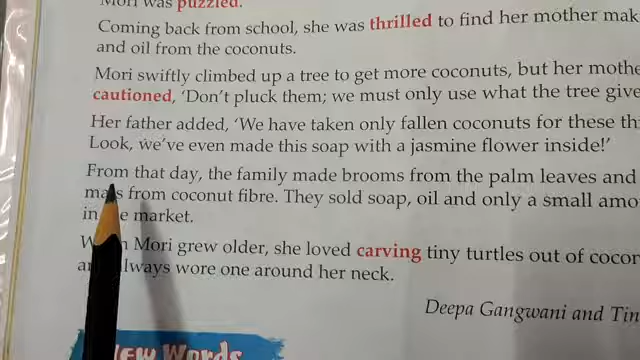 Mori was puzzled.
Coming back from school, she was thrilled to find her mother mak
and oil from the coconuts.
Mori swiftly climbed up a tree to get more coconuts, but her mothe
cautioned, 'Don't pluck them; we must only use what the tree give
Her father added, 'We have taken only fallen coconuts for these th
Look, we've even made this soap with a jasmine flower inside!'
From that day, the family made brooms from the palm leaves and
from coconut fibre. They sold soap, oil and only a small amo
market.
Mori grew older, she loved carving tiny turtles out of cocon
always wore one around her neck.
Deepa Gangwani and Tin
New Words